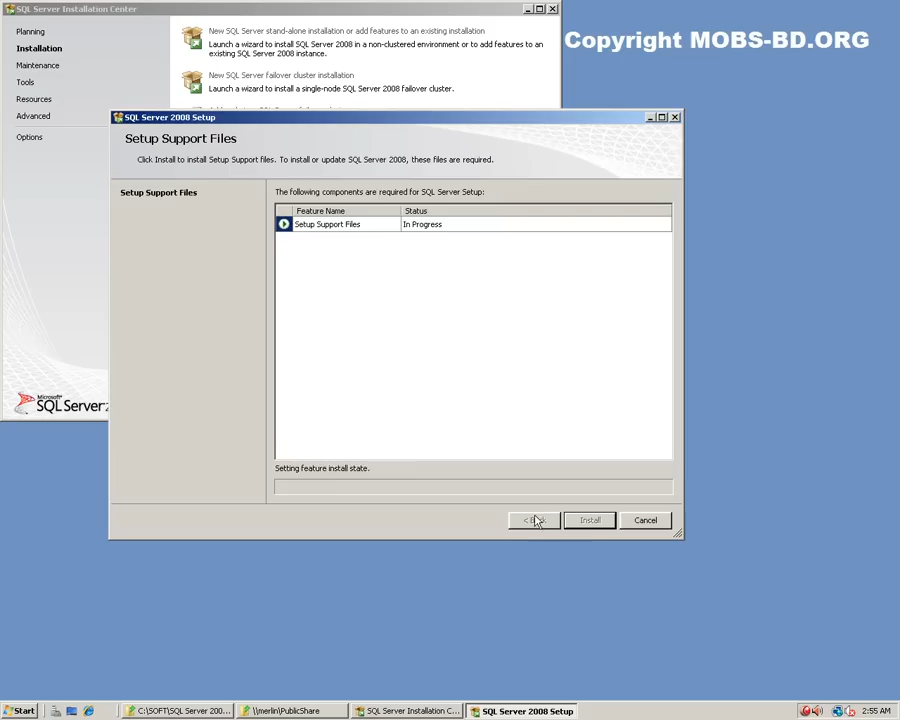 SQL Server Installation Center
Planning
Installation
Maintenance
Tools
Resources
Advanced
Options
New SQL Server stand-alone installation or add features to an existing installation
Launch a wizard to install SQL Server 2008 in a non-clustered environment or to add features to an
existing SQL Server 2008 instance.
New SQL Server failover cluster installation
Launch a wizard to install a single-node SQL Server 2008 failover cluster.
Copyright MOBS-BD.ORG
SQL Server 2008 Setup
Setup Support Files
Click Install to install Setup Support files. To install or update SQL Server 2008, these files are required.
Setup Support Files
The following components are required for SQL Server Setup:
Feature Name Status
Setup Support Files In Progress
Setting feature install state.
Install Cancel
Microsoft
SQL Server
Start C:\SOFT\SQL Server 200... \\merlin\PublicShare SQL Server Installation C... SQL Server 2008 Setup 2:55 AM